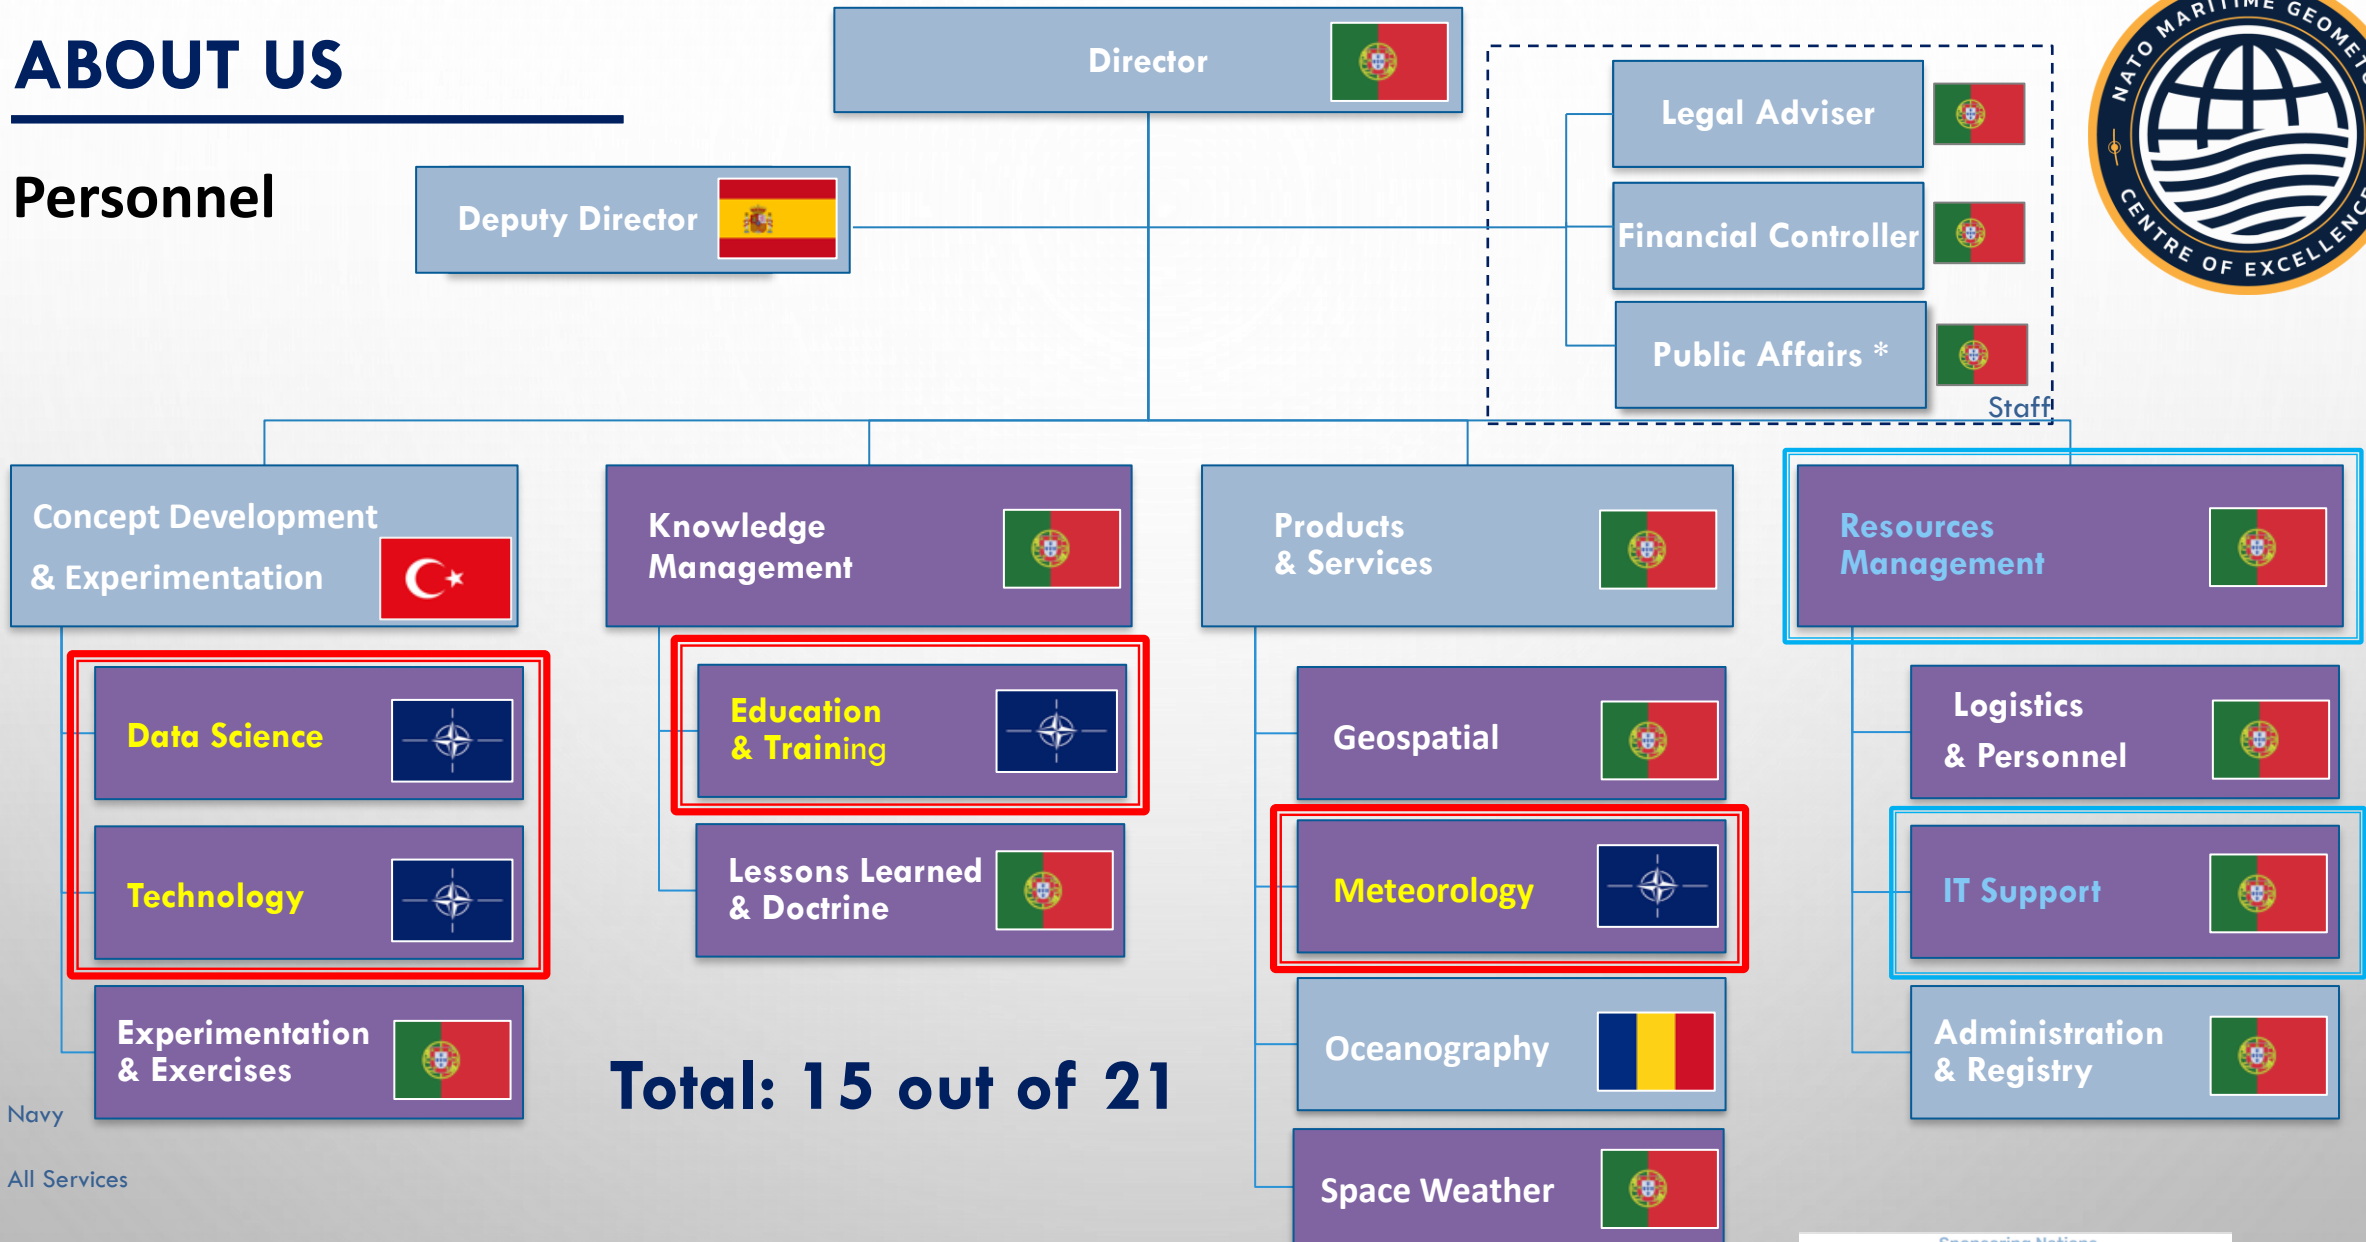 ABOUT US
Personnel
Director
Deputy Director
Legal Adviser
Financial Controller
Public Affairs *
Staff
NATO MARITIME
CENTRE OF EXCELLENCE
Concept Development
& Experimentation
Data Science
Technology
Experimentation
& Exercises
Knowledge
Management
Education
& Training
Lessons Learned
& Doctrine
Products
& Services
Geospatial
Meteorology
Oceanography
Space Weather
Resources
Management
Logistics
& Personnel
IT Support
Administration
& Registry
Total: 15 out of 21
Navy
All Services
Sponsoring Nations